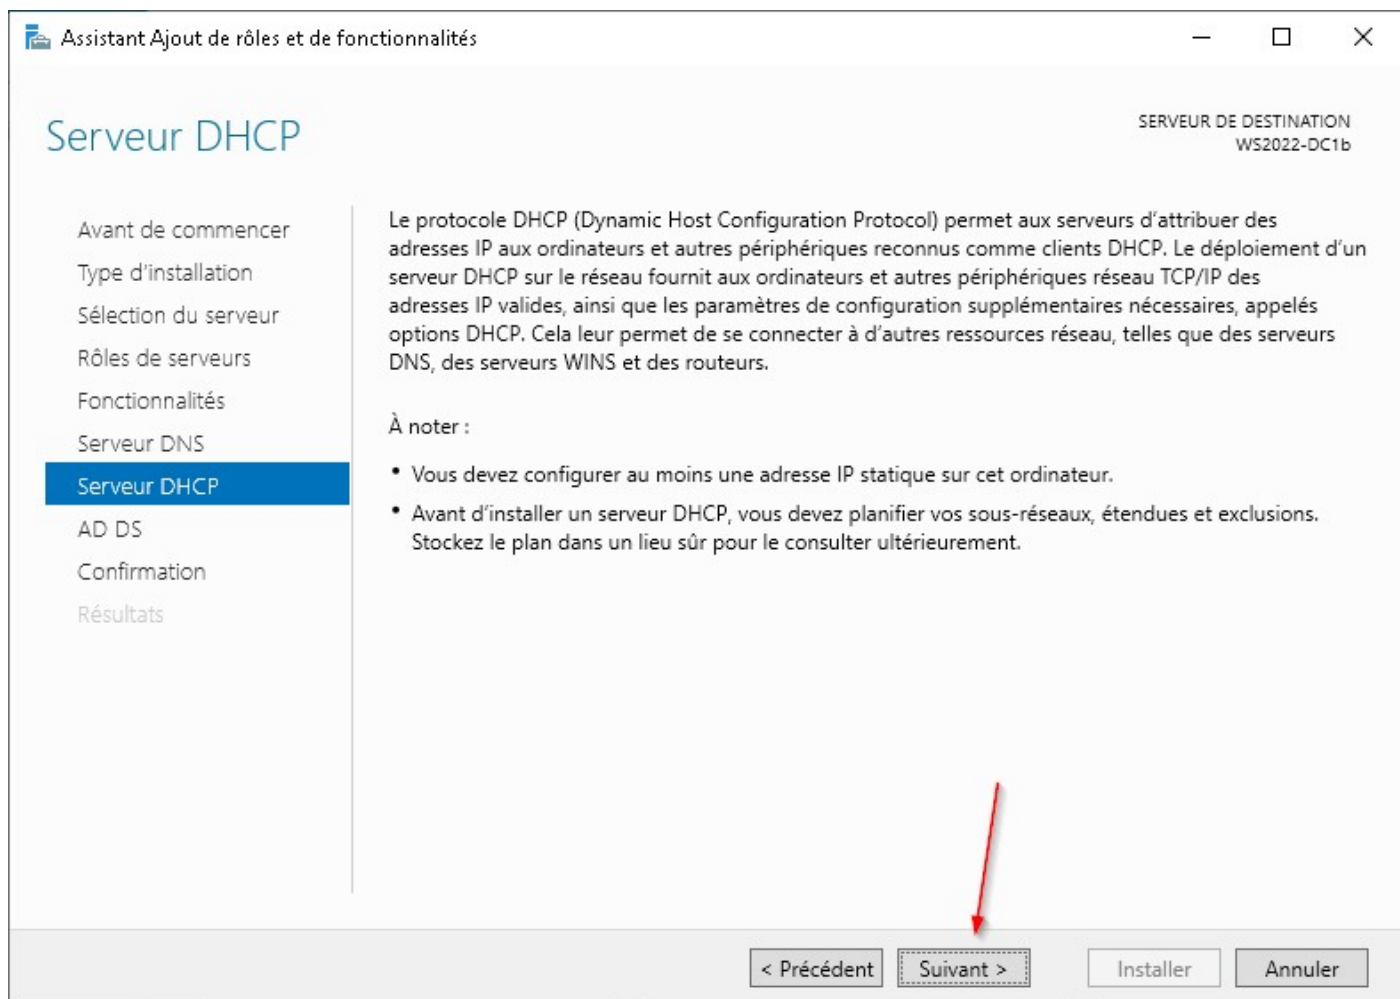 Assistant Ajout de rôles et de fonctionnalités
Serveur DHCP
SERVEUR DE DESTINATION
WS2022-DC1b
Avant de commencer
Type d'installation
Sélection du serveur
Rôles de serveurs
Fonctionnalités
Serveur DNS
Serveur DHCP
AD DS
Confirmation
Résultats
Le protocole DHCP (Dynamic Host Configuration Protocol) permet aux serveurs d'attribuer des
adresses IP aux ordinateurs et autres périphériques reconnus comme clients DHCP. Le déploiement d'un
serveur DHCP sur le réseau fournit aux ordinateurs et autres périphériques réseau TCP/IP des
adresses IP valides, ainsi que les paramètres de configuration supplémentaires nécessaires, appelés
options DHCP. Cela leur permet de se connecter à d'autres ressources réseau, telles que des serveurs
DNS, des serveurs WINS et des routeurs.
À noter :
• Vous devez configurer au moins une adresse IP statique sur cet ordinateur.
• Avant d'installer un serveur DHCP, vous devez planifier vos sous-réseaux, étendues et exclusions.
Stockez le plan dans un lieu sûr pour le consulter ultérieurement.
< Précédent
Suivant >
Installer
Annuler